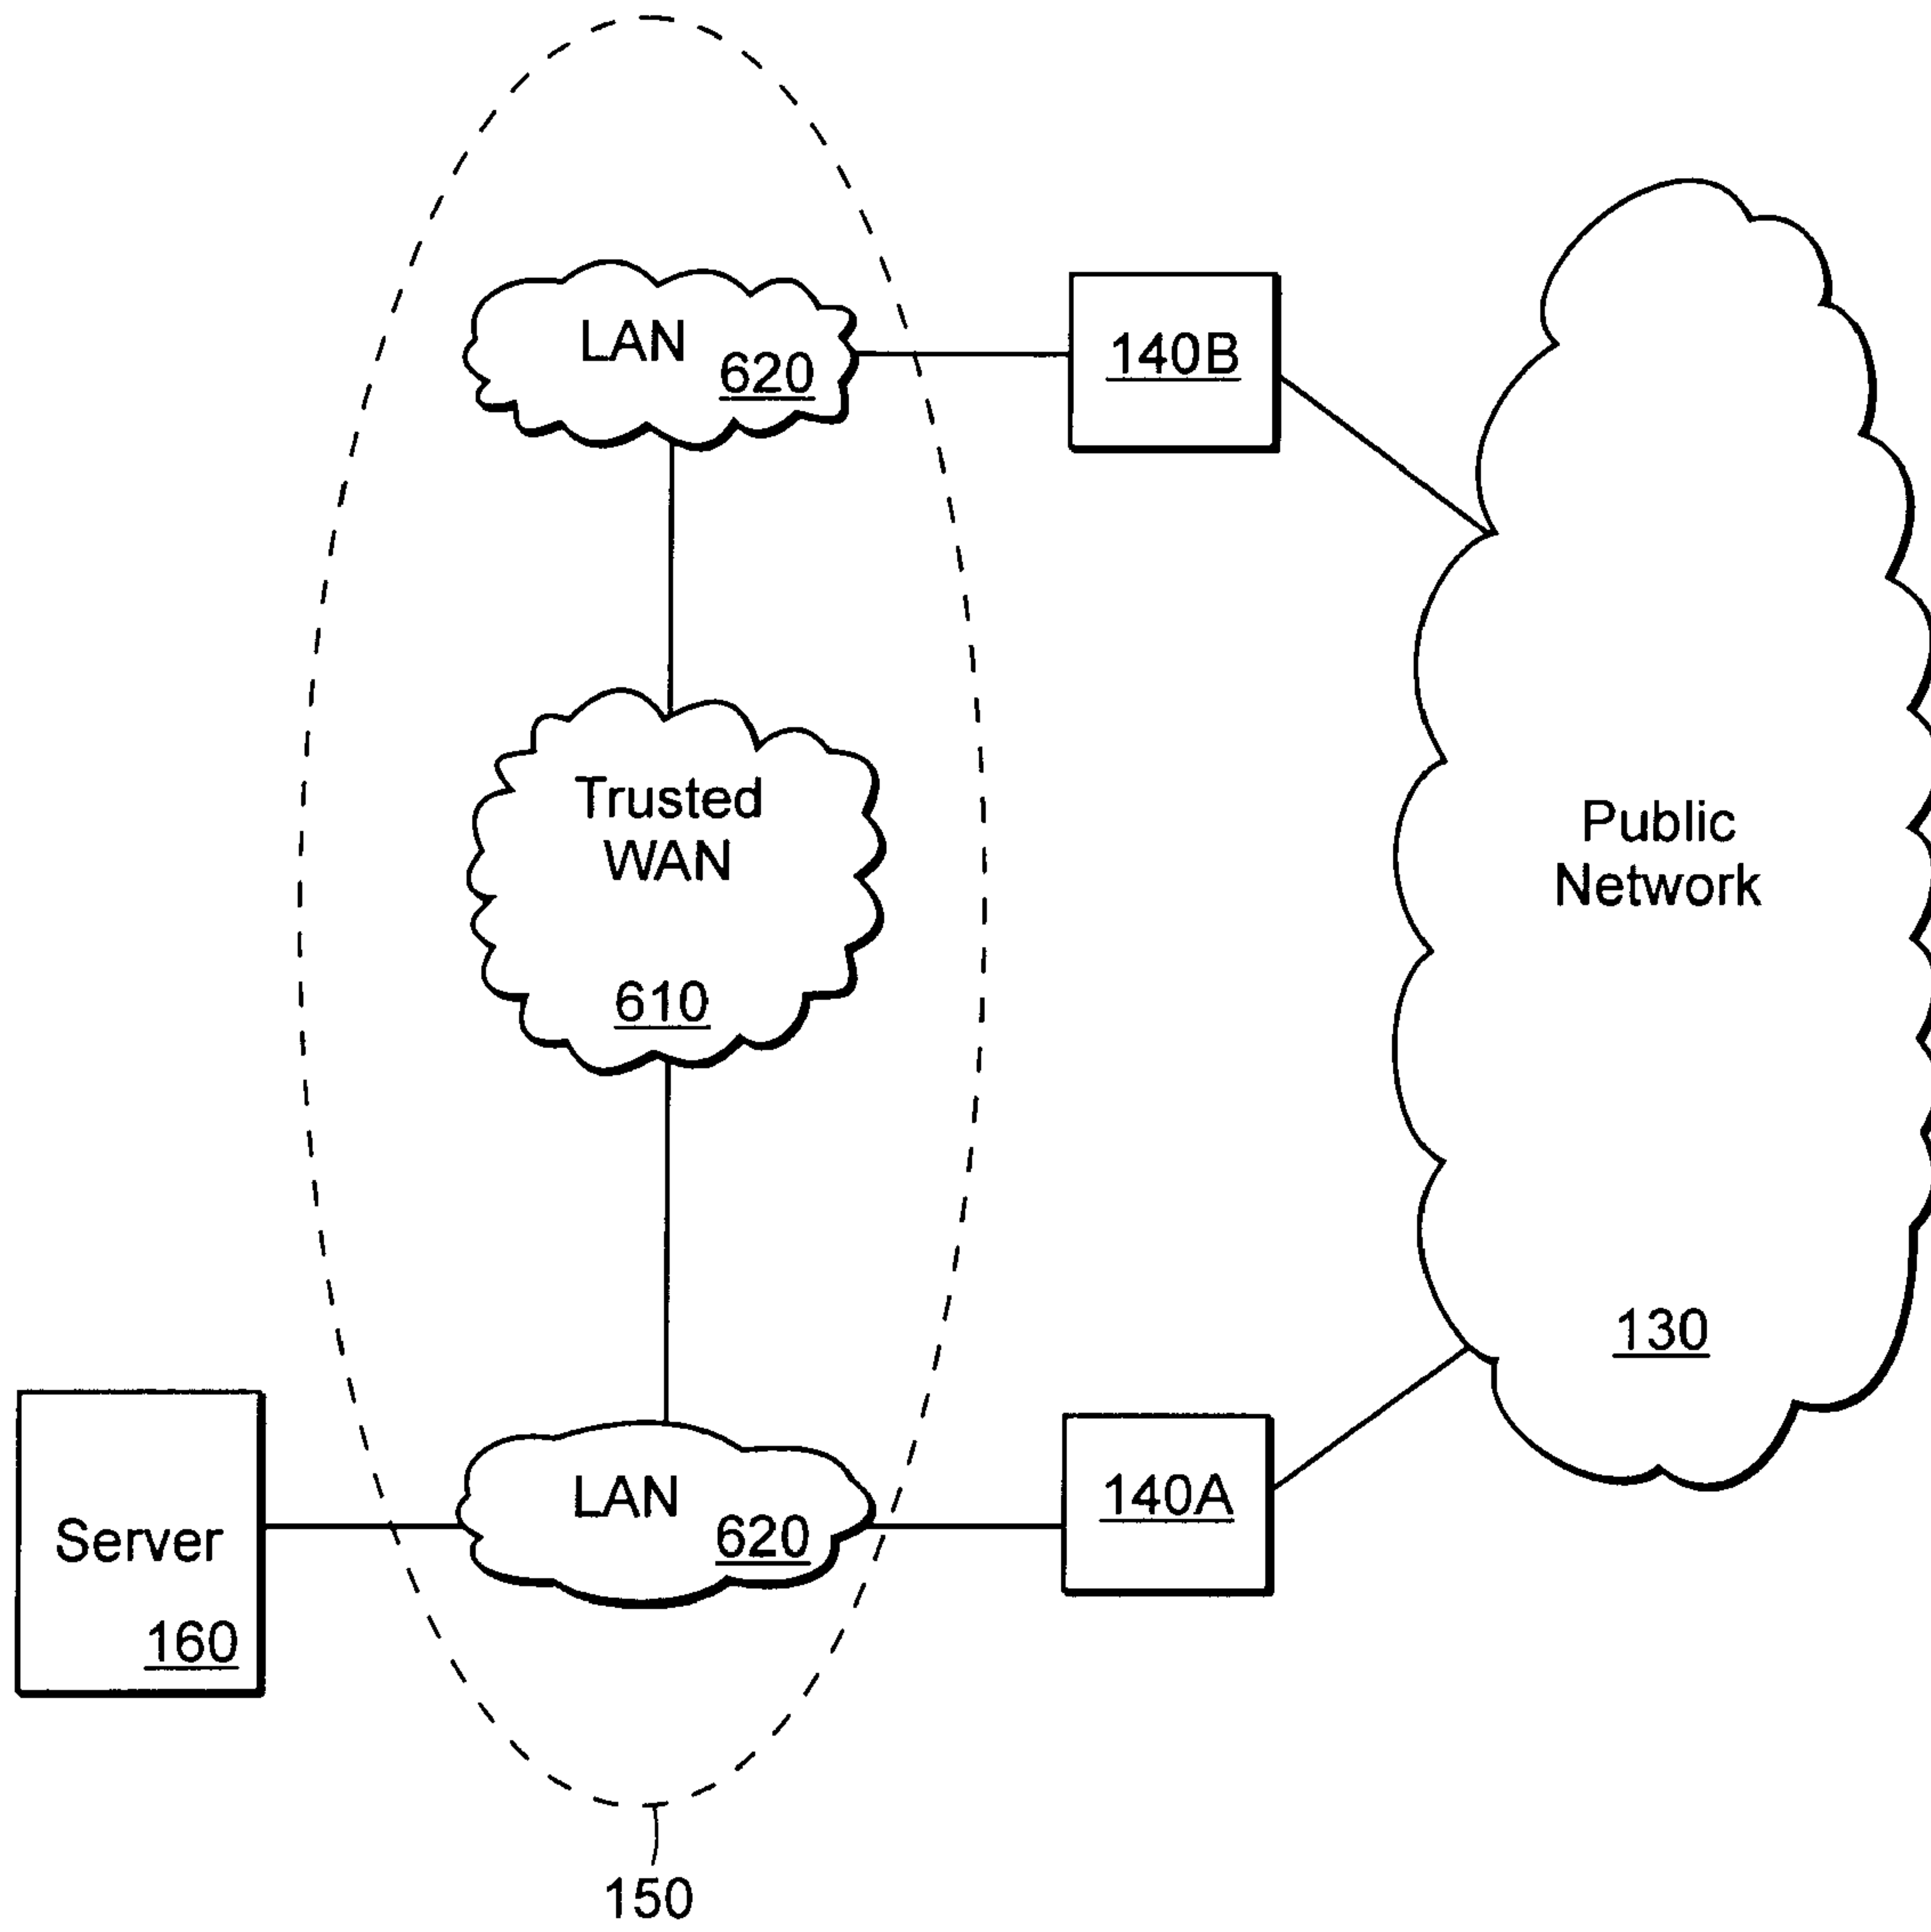 LAN
620
140B
Trusted
WAN
610
Public
Network
130
Server
160
LAN
620
140A
150